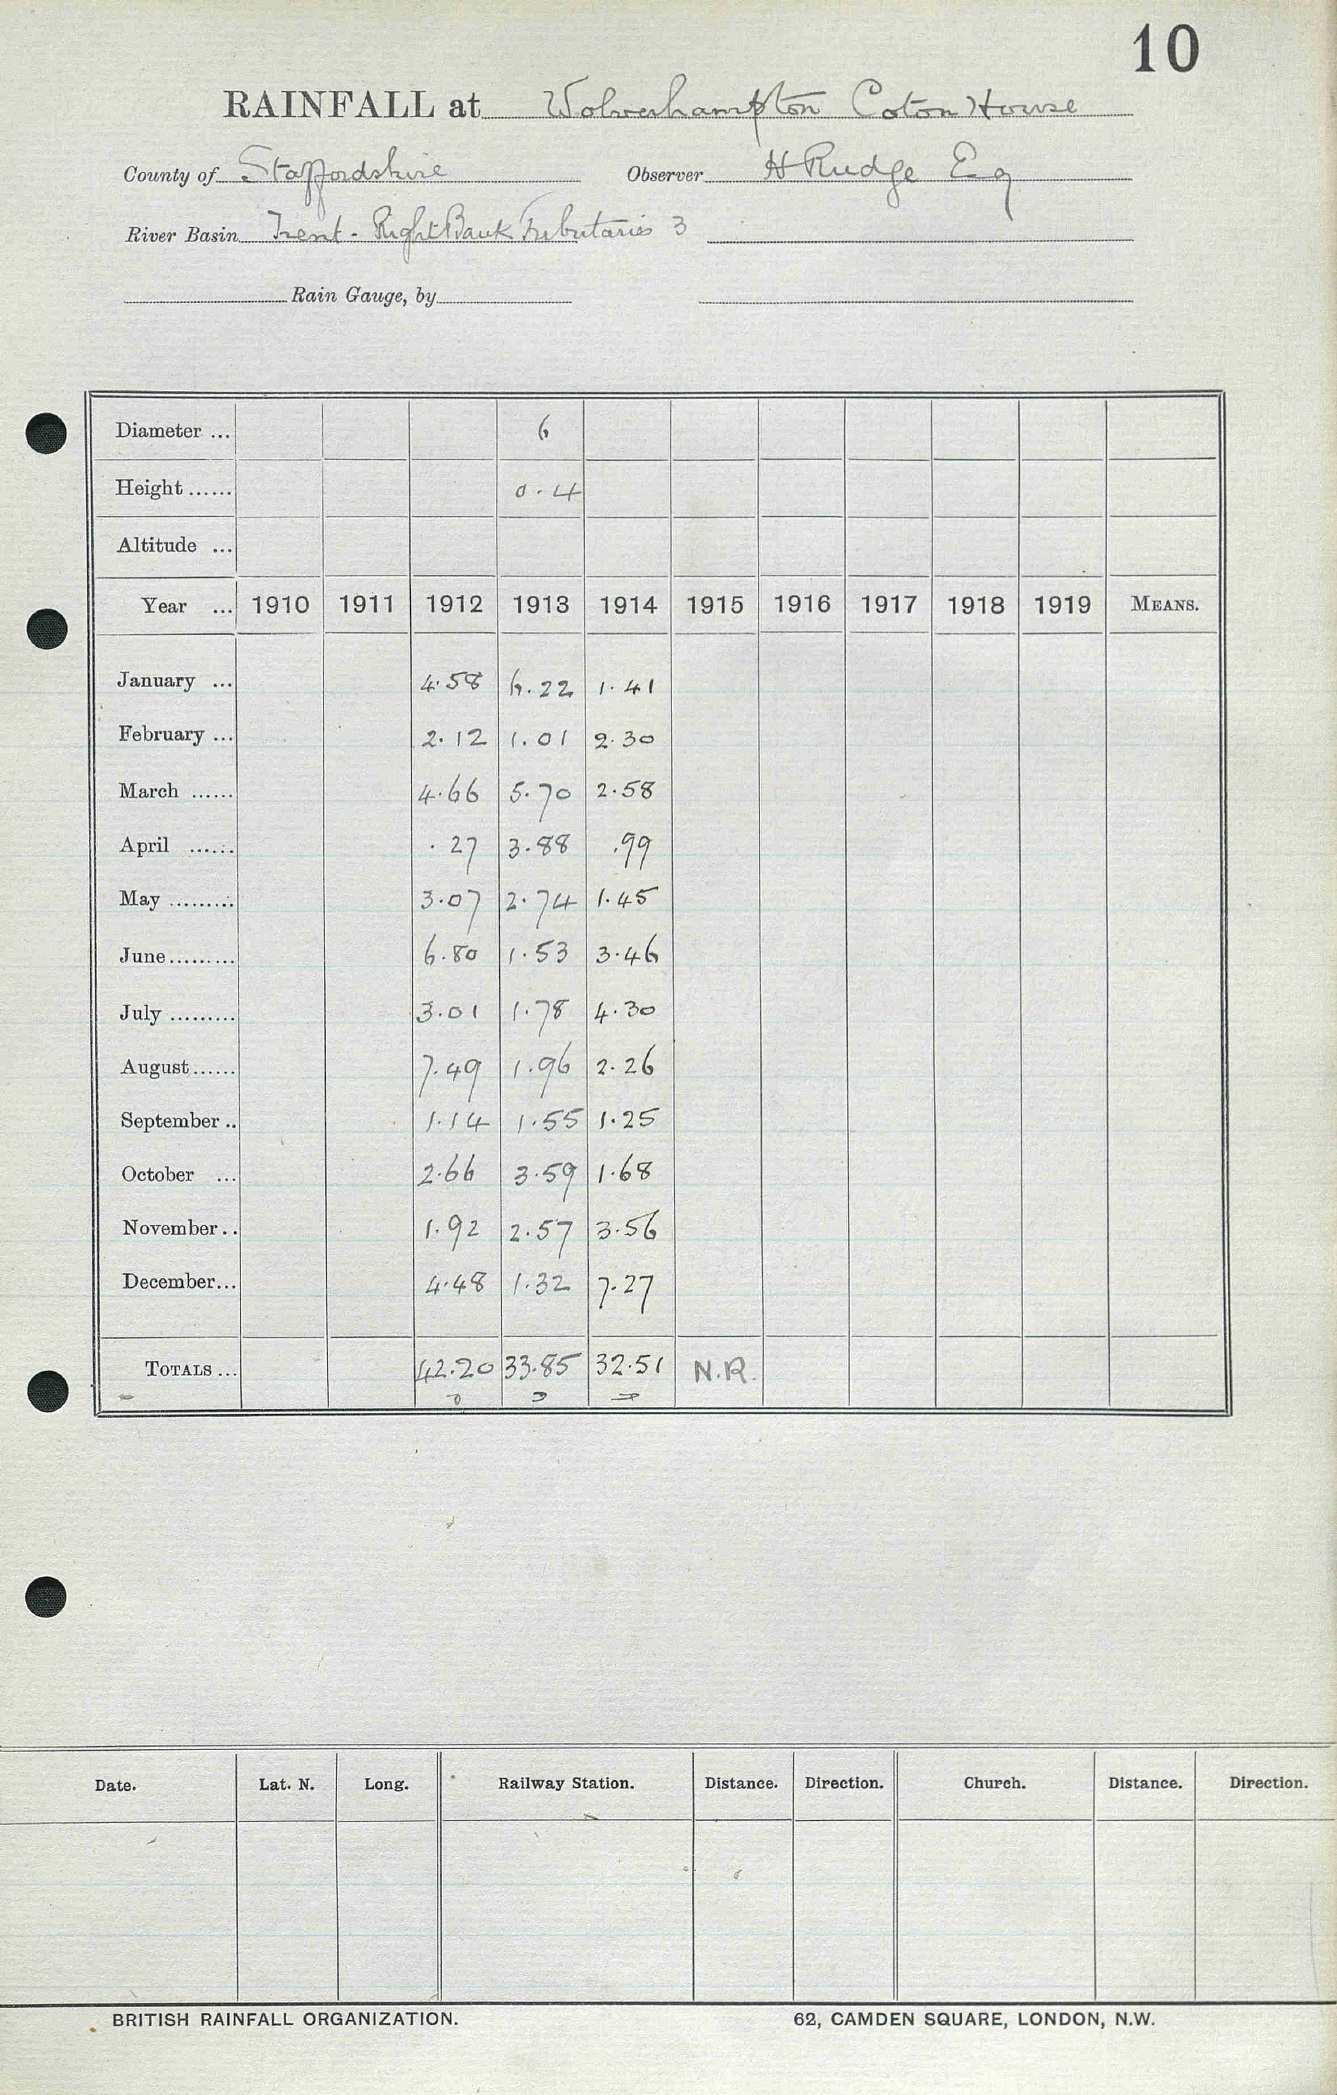 10
RAINFALL at Wolverhampton Coton House
County of Staffordshire Observer H Rudge Esq
River Basin Trent - Right Bank Tributaries 3
Rain Gauge, by
Diameter ... 6
Height ...... 0.4
Altitude ...
Year ... 1910 1911 1912 1913 1914 1915 1916 1917 1918 1919 MEANS.
January ... 4.58 6.22 1.41
February ... 2.12 1.01 2.30
March ...... 4.66 5.70 2.58
April ...... .27 3.88 .99
May ......... 3.07 2.74 1.45
June ......... 6.80 1.53 3.46
July ......... 3.01 1.78 4.30
August ...... 7.49 1.96 2.26
September .. 1.14 1.55 1.25
October ... 2.66 3.59 1.68
November .. 1.92 2.57 3.56
December ... 4.48 1.32 7.27
TOTALS ... 42.20 33.85 32.51 N.R.
Date. Lat. N. Long. Railway Station. Distance. Direction. Church. Distance. Direction.
BRITISH RAINFALL ORGANIZATION. 62, CAMDEN SQUARE, LONDON, N.W.